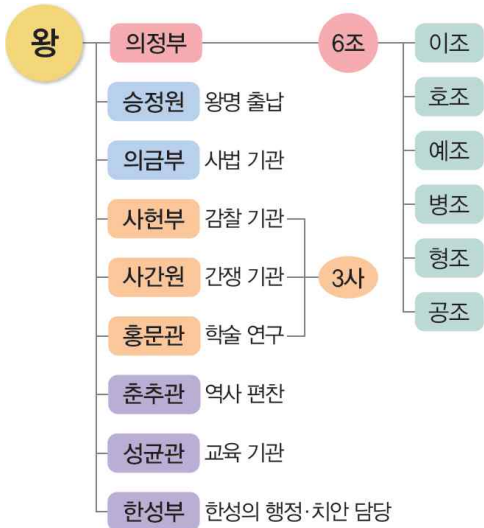 왕
의정부
6조
이조
승정원 왕명 출납
호조
의금부 사법 기관
예조
사헌부 감찰 기관
병조
사간원 간쟁 기관
3사
형조
홍문관 학술 연구
공조
춘추관 역사 편찬
성균관 교육 기관
한성부 한성의 행정·치안 담당